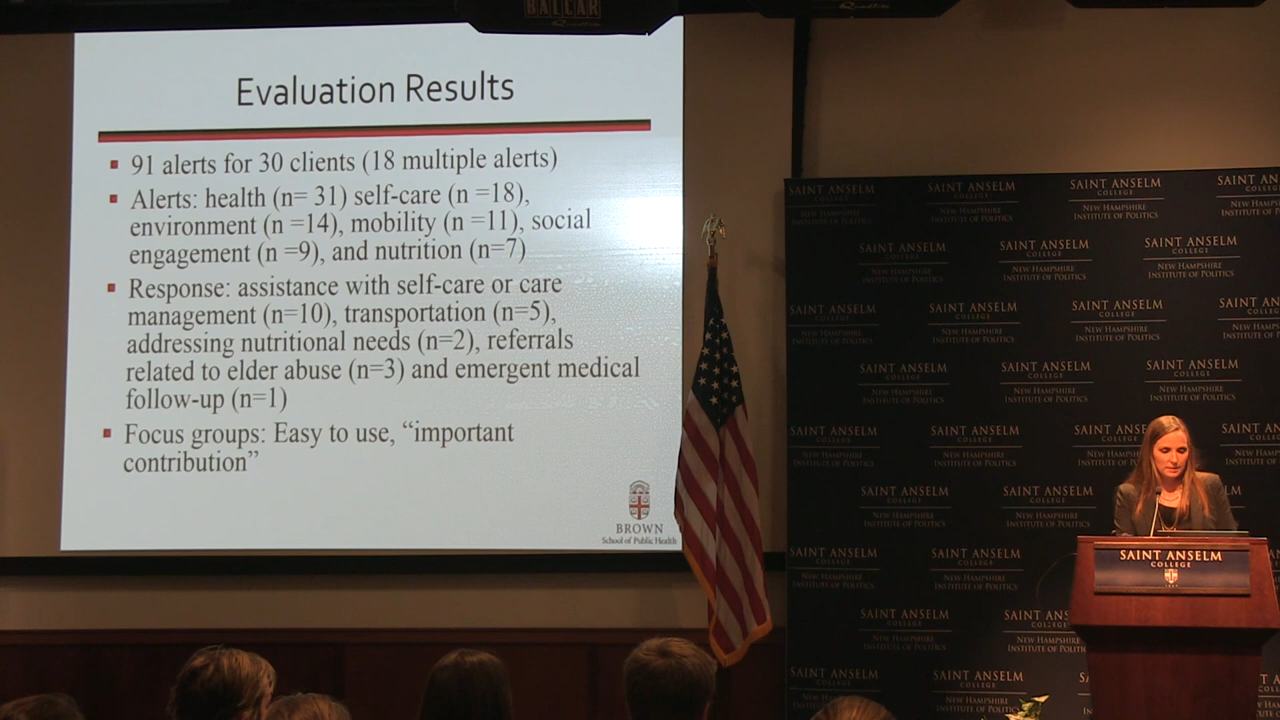 BALCAR
Evaluation Results
▪ 91 alerts for 30 clients (18 multiple alerts)
▪ Alerts: health (n= 31) self-care (n =18),
environment (n =14), mobility (n =11), social
engagement (n =9), and nutrition (n=7)
▪ Response: assistance with self-care or care
management (n=10), transportation (n=5),
addressing nutritional needs (n=2), referrals
related to elder abuse (n=3) and emergent medical
follow-up (n=1)
▪ Focus groups: Easy to use, “important
contribution”
BROWN
School of Public Health
SAINT ANSELM
COLLEGE
NEW HAMPSHIRE
INSTITUTE OF POLITICS
SAINT ANSELM
COLLEGE